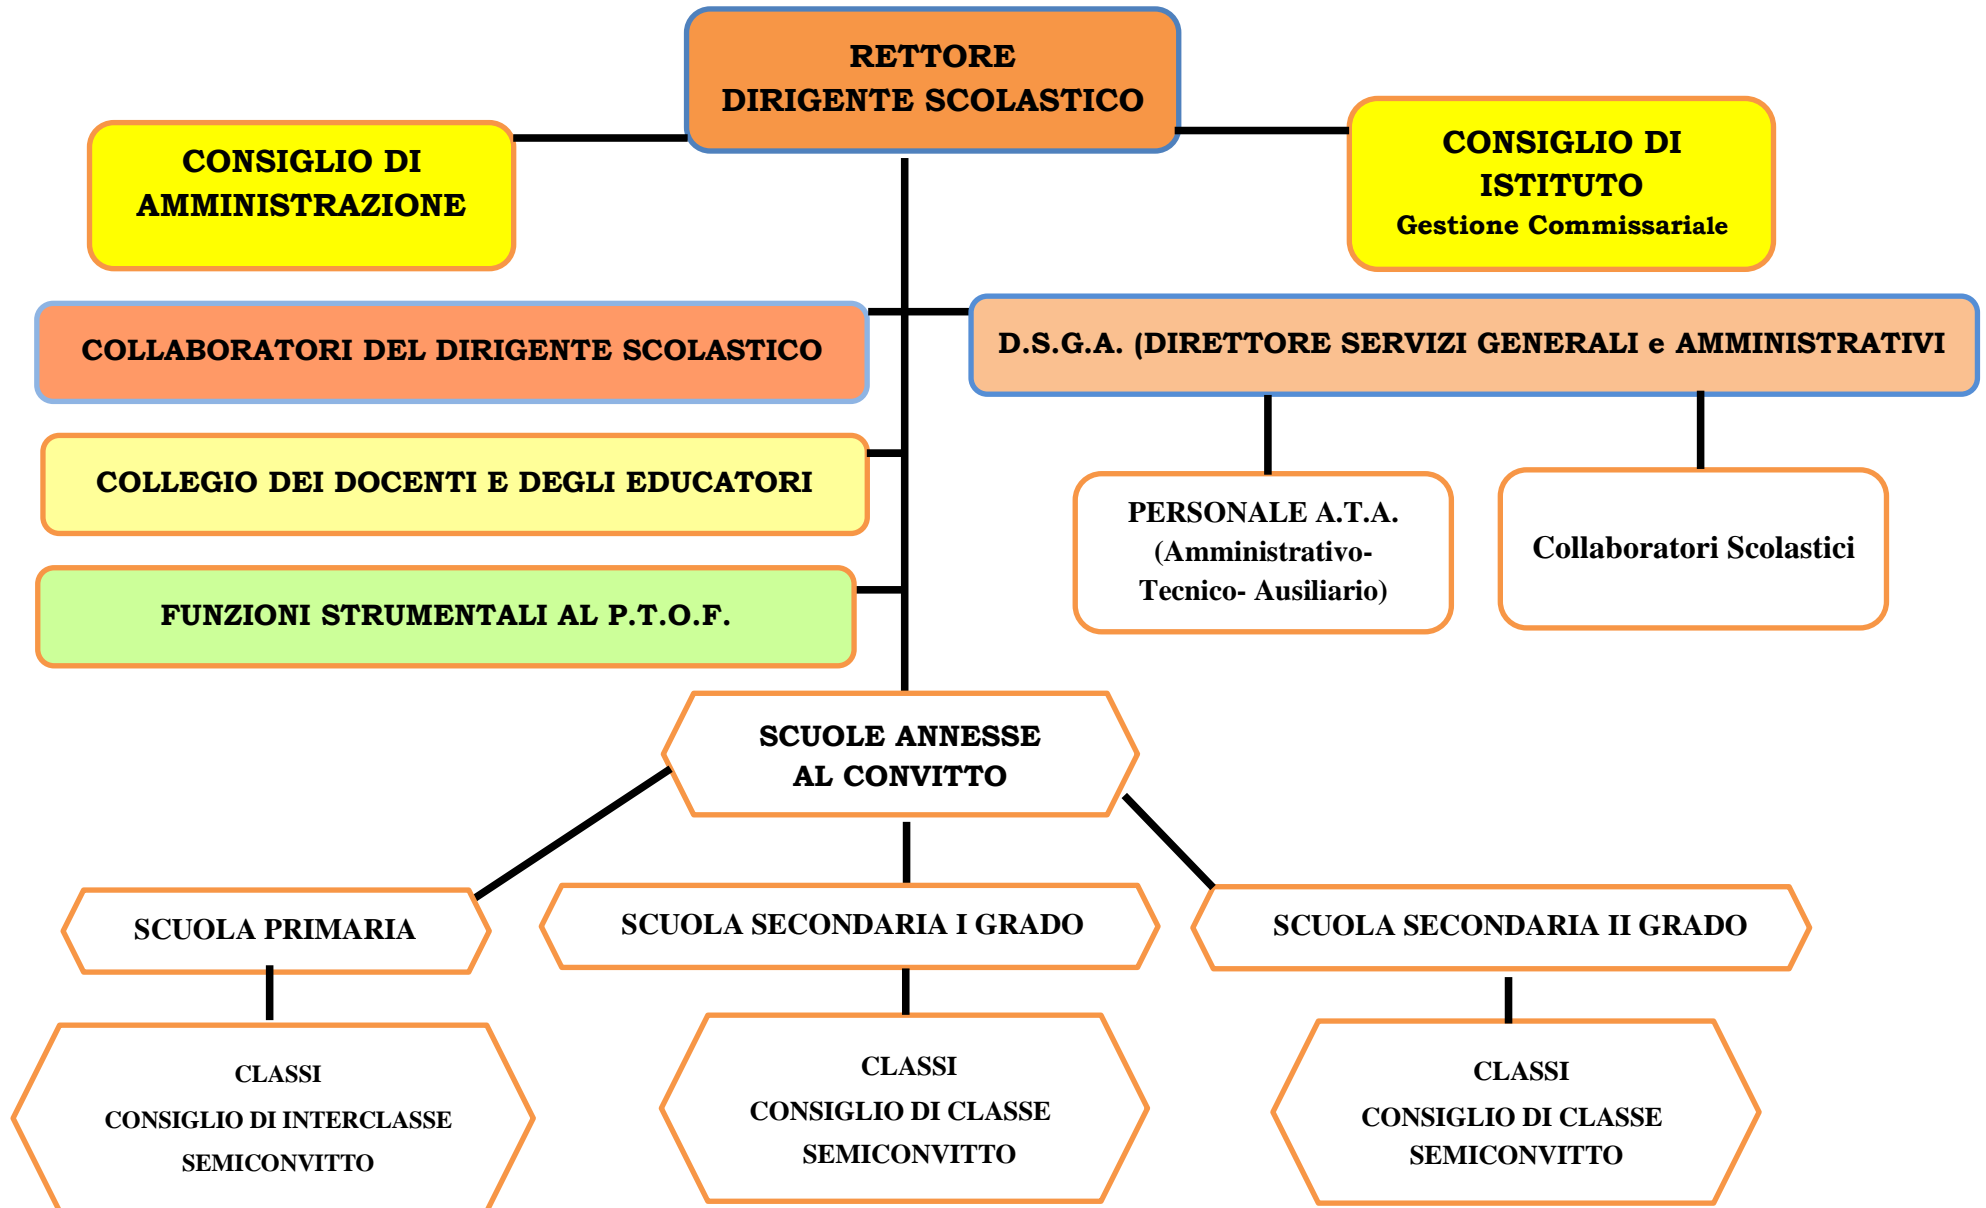 RETTORE
DIRIGENTE SCOLASTICO
CONSIGLIO DI
AMMINISTRAZIONE
CONSIGLIO DI
ISTITUTO
Gestione Commissariale
COLLABORATORI DEL DIRIGENTE SCOLASTICO
D.S.G.A. (DIRETTORE SERVIZI GENERALI e AMMINISTRATIVI
COLLEGIO DEI DOCENTI E DEGLI EDUCATORI
PERSONALE A.T.A.
(Amministrativo-
Tecnico- Ausiliario)
Collaboratori Scolastici
FUNZIONI STRUMENTALI AL P.T.O.F.
SCUOLE ANNESSE
AL CONVITTO
SCUOLA PRIMARIA
SCUOLA SECONDARIA I GRADO
SCUOLA SECONDARIA II GRADO
CLASSI
CONSIGLIO DI INTERCLASSE
SEMICONVITTO
CLASSI
CONSIGLIO DI CLASSE
SEMICONVITTO
CLASSI
CONSIGLIO DI CLASSE
SEMICONVITTO